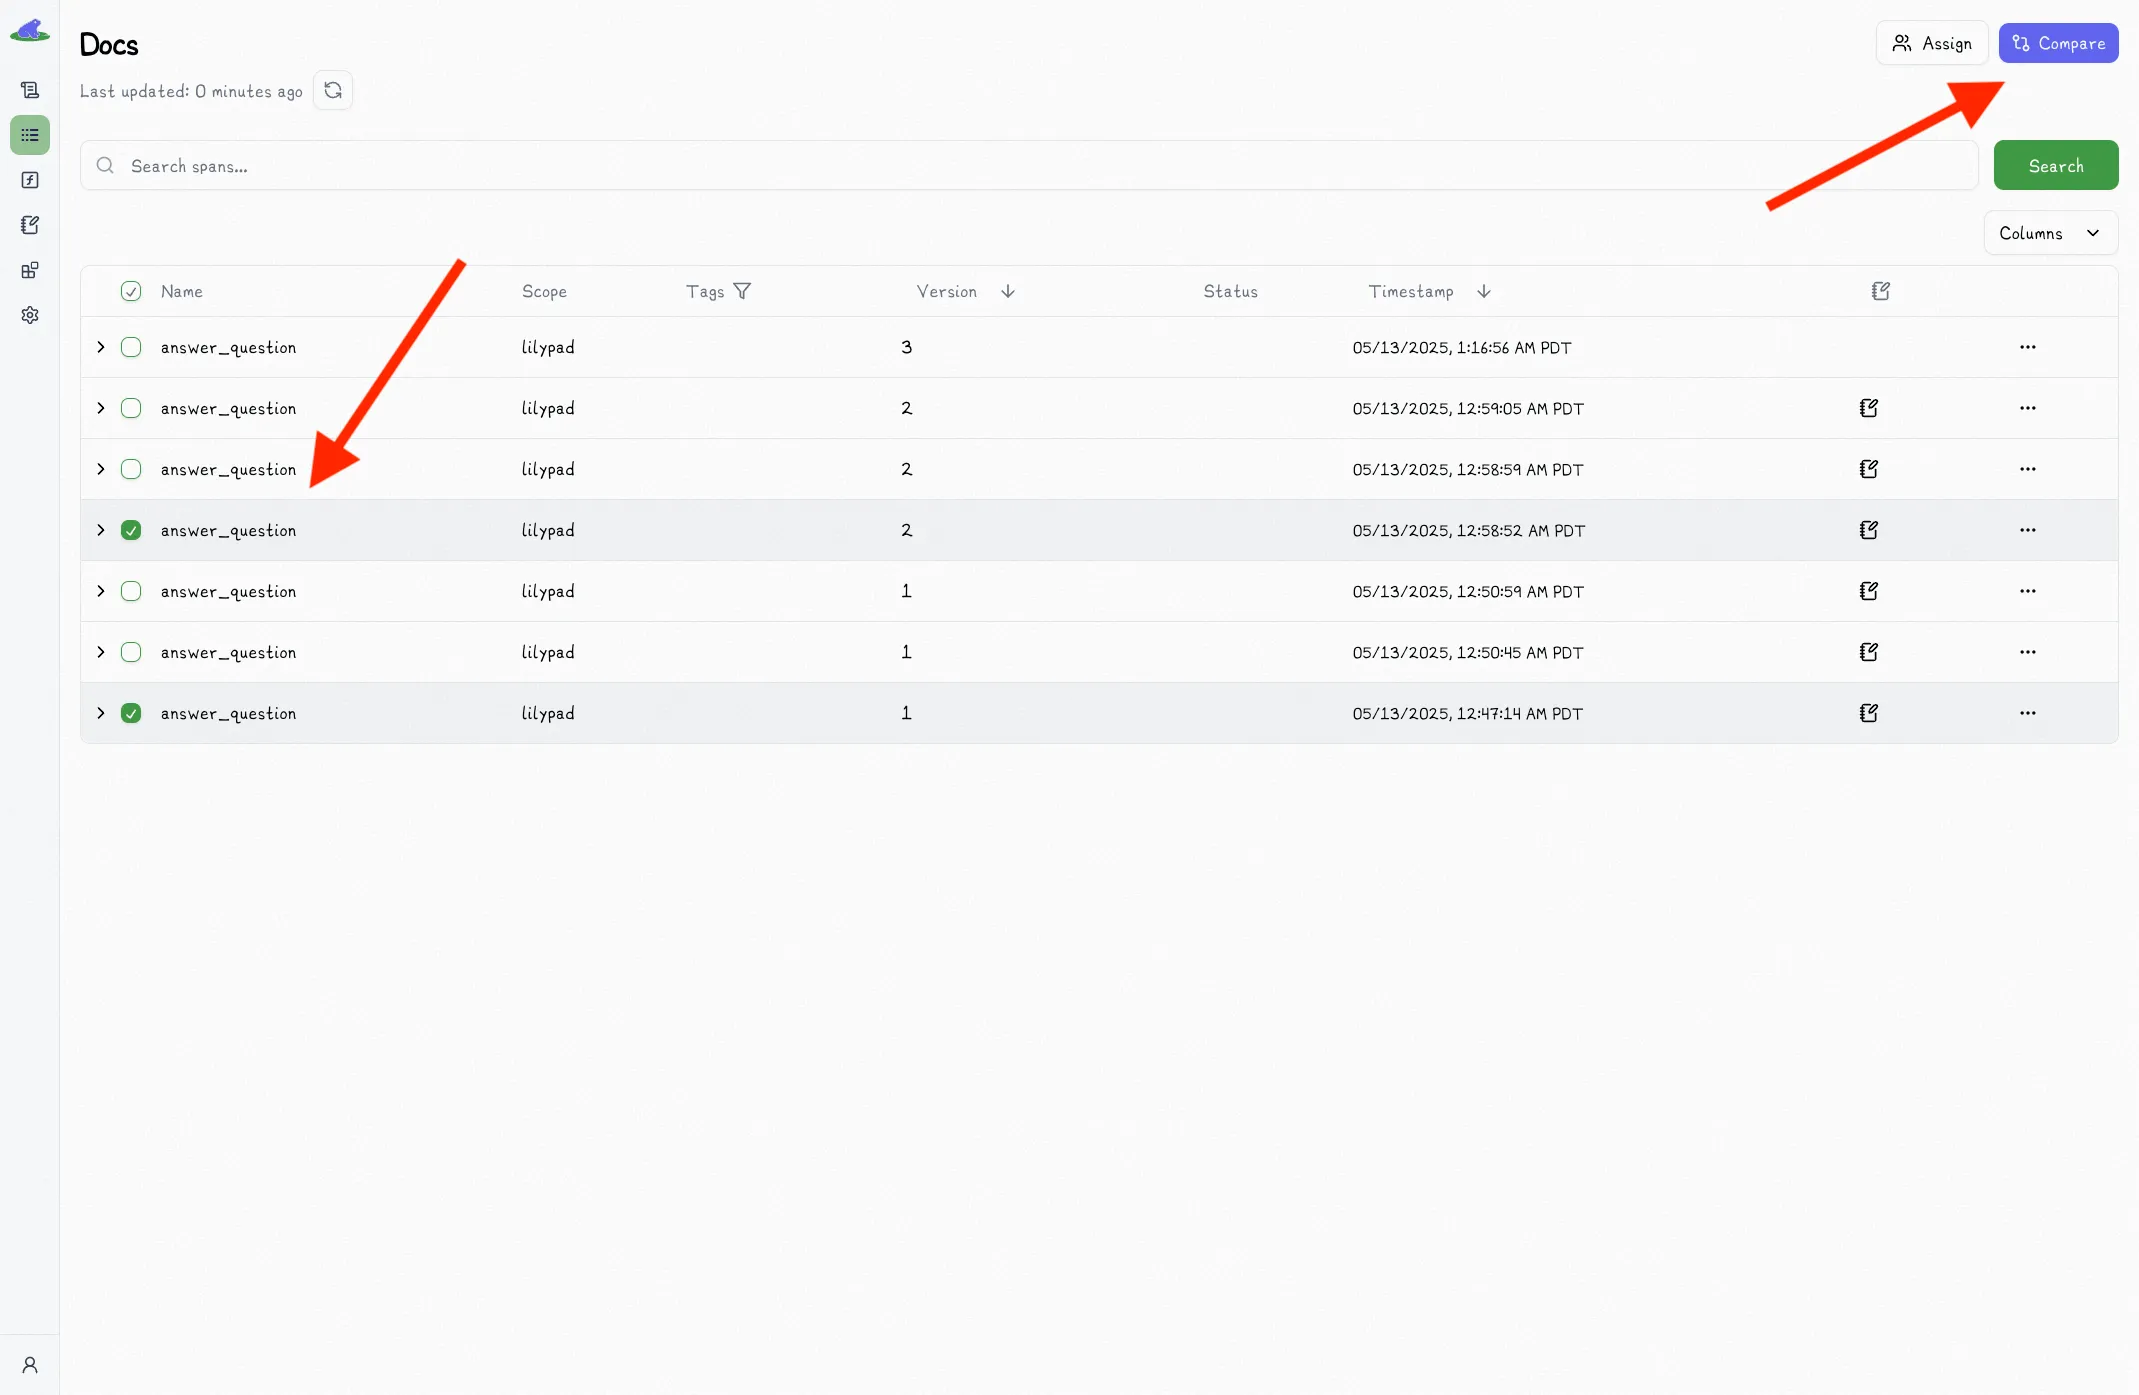 Docs
Assign
Compare
Last updated: 0 minutes ago
Search spans...
Search
Columns
Name Scope Tags Version Status Timestamp
answer_question lilypad 3 05/13/2025, 1:16:56 AM PDT
answer_question lilypad 2 05/13/2025, 12:59:05 AM PDT
answer_question lilypad 2 05/13/2025, 12:58:59 AM PDT
answer_question lilypad 2 05/13/2025, 12:58:52 AM PDT
answer_question lilypad 1 05/13/2025, 12:50:59 AM PDT
answer_question lilypad 1 05/13/2025, 12:50:45 AM PDT
answer_question lilypad 1 05/13/2025, 12:47:14 AM PDT